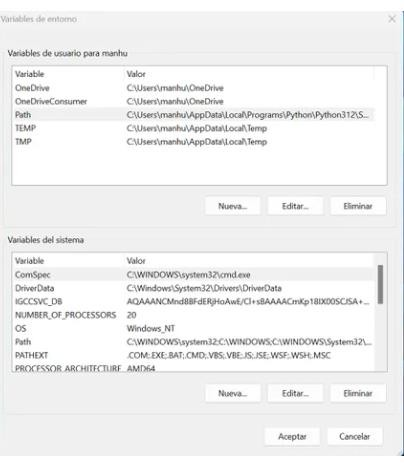 Variables de entorno
Variables de usuario para manhu
Variable Valor
OneDrive C:\Users\manhu\OneDrive
OneDriveConsumer C:\Users\manhu\OneDrive
Path C:\Users\manhu\AppData\Local\Programs\Python\Python312\S...
TEMP C:\Users\manhu\AppData\Local\Temp
TMP C:\Users\manhu\AppData\Local\Temp
Nueva... Editar... Eliminar
Variables del sistema
Variable Valor
ComSpec C:\WINDOWS\system32\cmd.exe
DriverData C:\Windows\System32\Drivers\DriverData
IGCCSVC_DB
NUMBER_OF_PROCESSORS 20
OS Windows_NT
Path C:\WINDOWS\system32;C:\WINDOWS;C:\WINDOWS\System32\...
PATHEXT .COM;.EXE;.BAT;.CMD;.VBS;.VBE;.JS;.JSE;.WSF;.WSH;.MSC
PROCESSOR_ARCHITECTURE AMD64
Nueva... Editar... Eliminar
Aceptar Cancelar